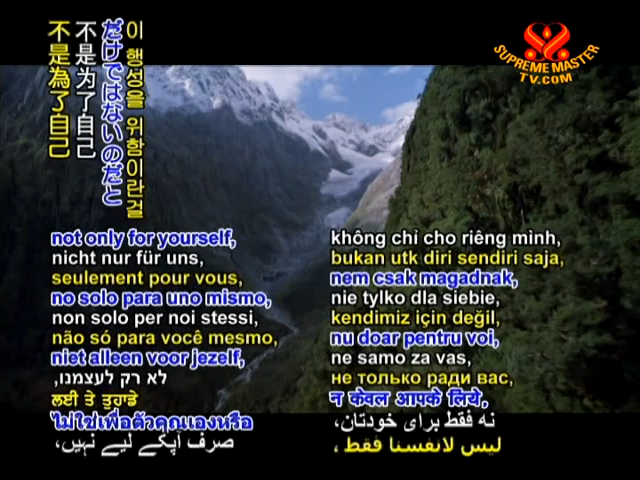 SUPREME MASTER
TV.COM
不是為了自己
不是为了自己
だけではないのだと
이 행성을 위함이란걸
not only for yourself,
nicht nur für uns,
seulement pour vous,
no solo para uno mismo,
non solo per noi stessi,
não só para você mesmo,
niet alleen voor jezelf,
לא רק לעצמנו,
ਲਈ ਤੇ ਤੁਹਾਡੇ
ไม่ใช่เพื่อตัวคุณเองหรือ
صرف آپکے لیے نہیں،
không chỉ cho riêng mình,
bukan utk diri sendiri saja,
nem csak magadnak,
nie tylko dla siebie,
kendimiz için değil,
nu doar pentru voi,
ne samo za vas,
не только ради вас,
न केवल आपके लिये,
نه فقط برای خودتان،
ليس لانفسنا فقط،